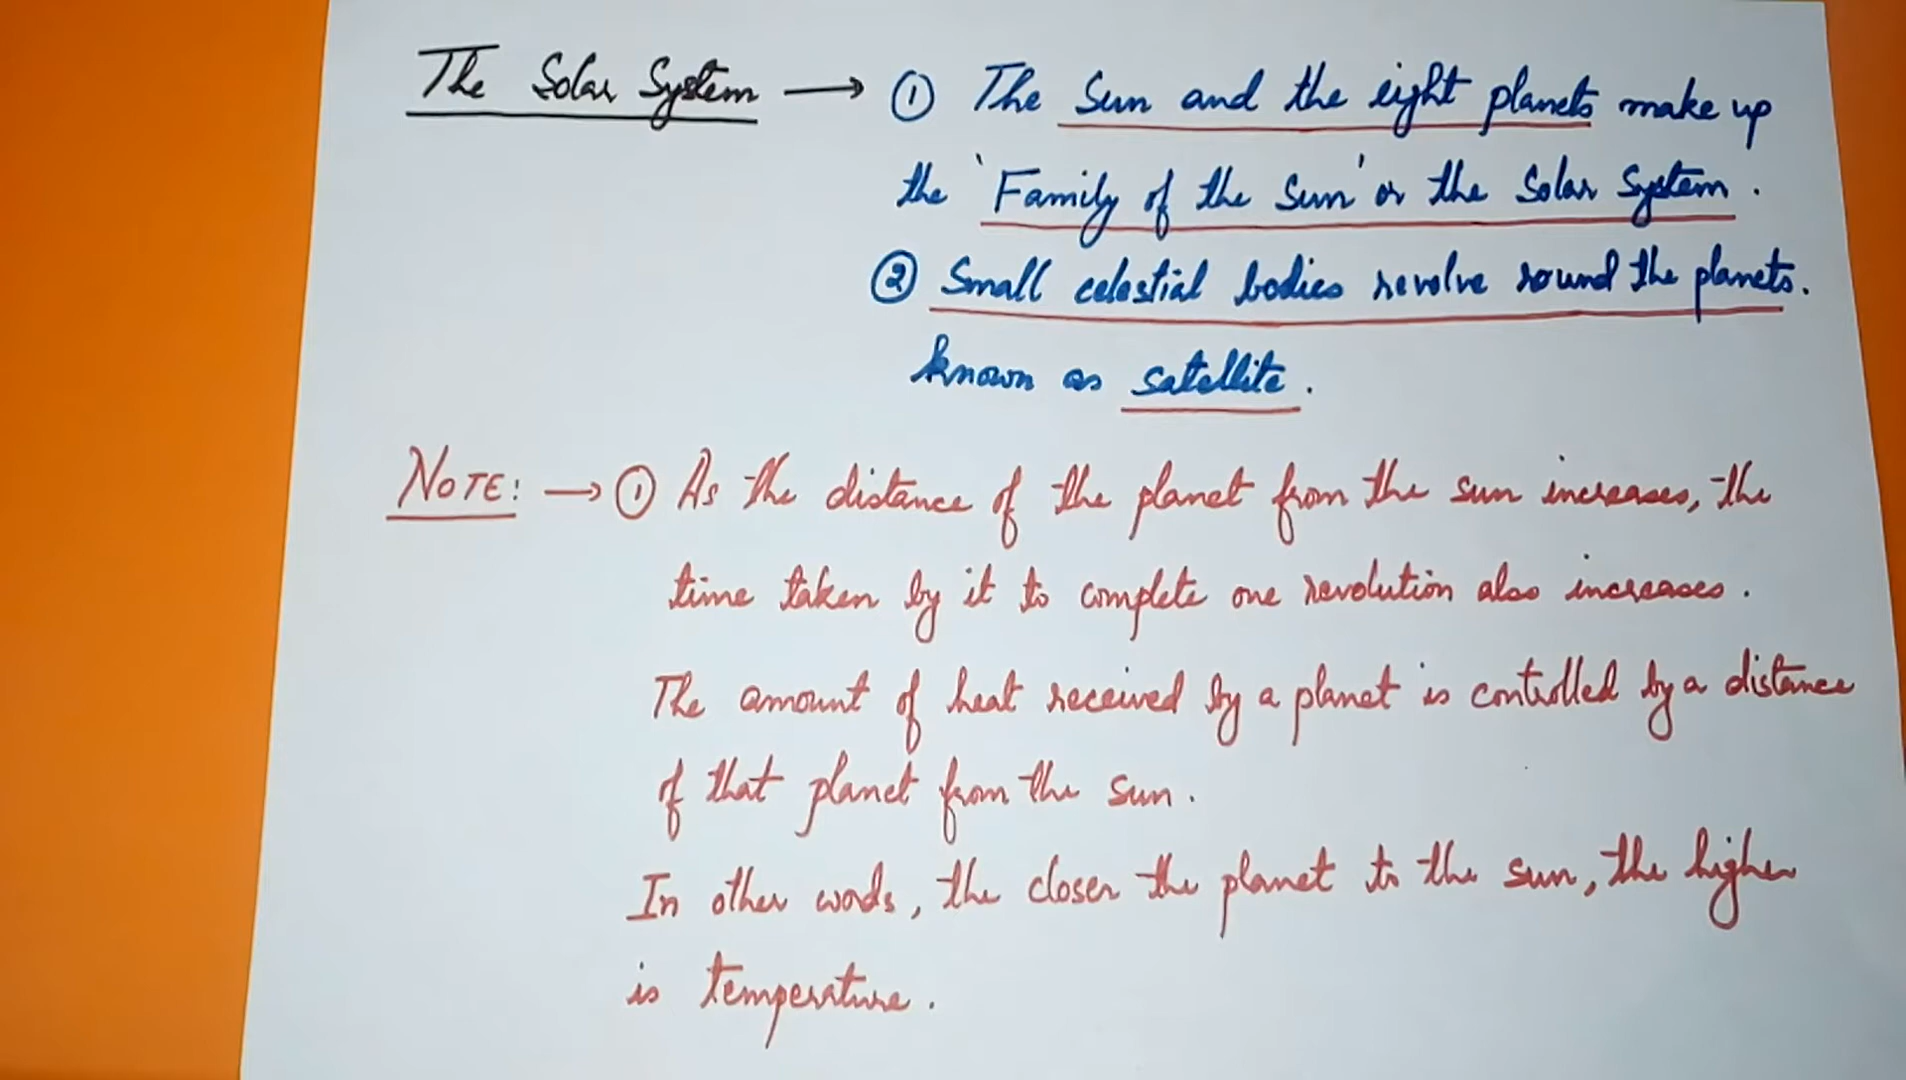 The Solar System → ① The Sun and the eight planets make up
the 'Family of the Sun' or the Solar System.
② Small celestial bodies revolve round the planets.
known as satellite.
NOTE: → ① As the distance of the planet from the sun increases, the
time taken by it to complete one revolution also increases.
The amount of heat received by a planet is controlled by a distance
of that planet from the sun.
In other words, the closer the planet to the sun, the higher
is temperature.